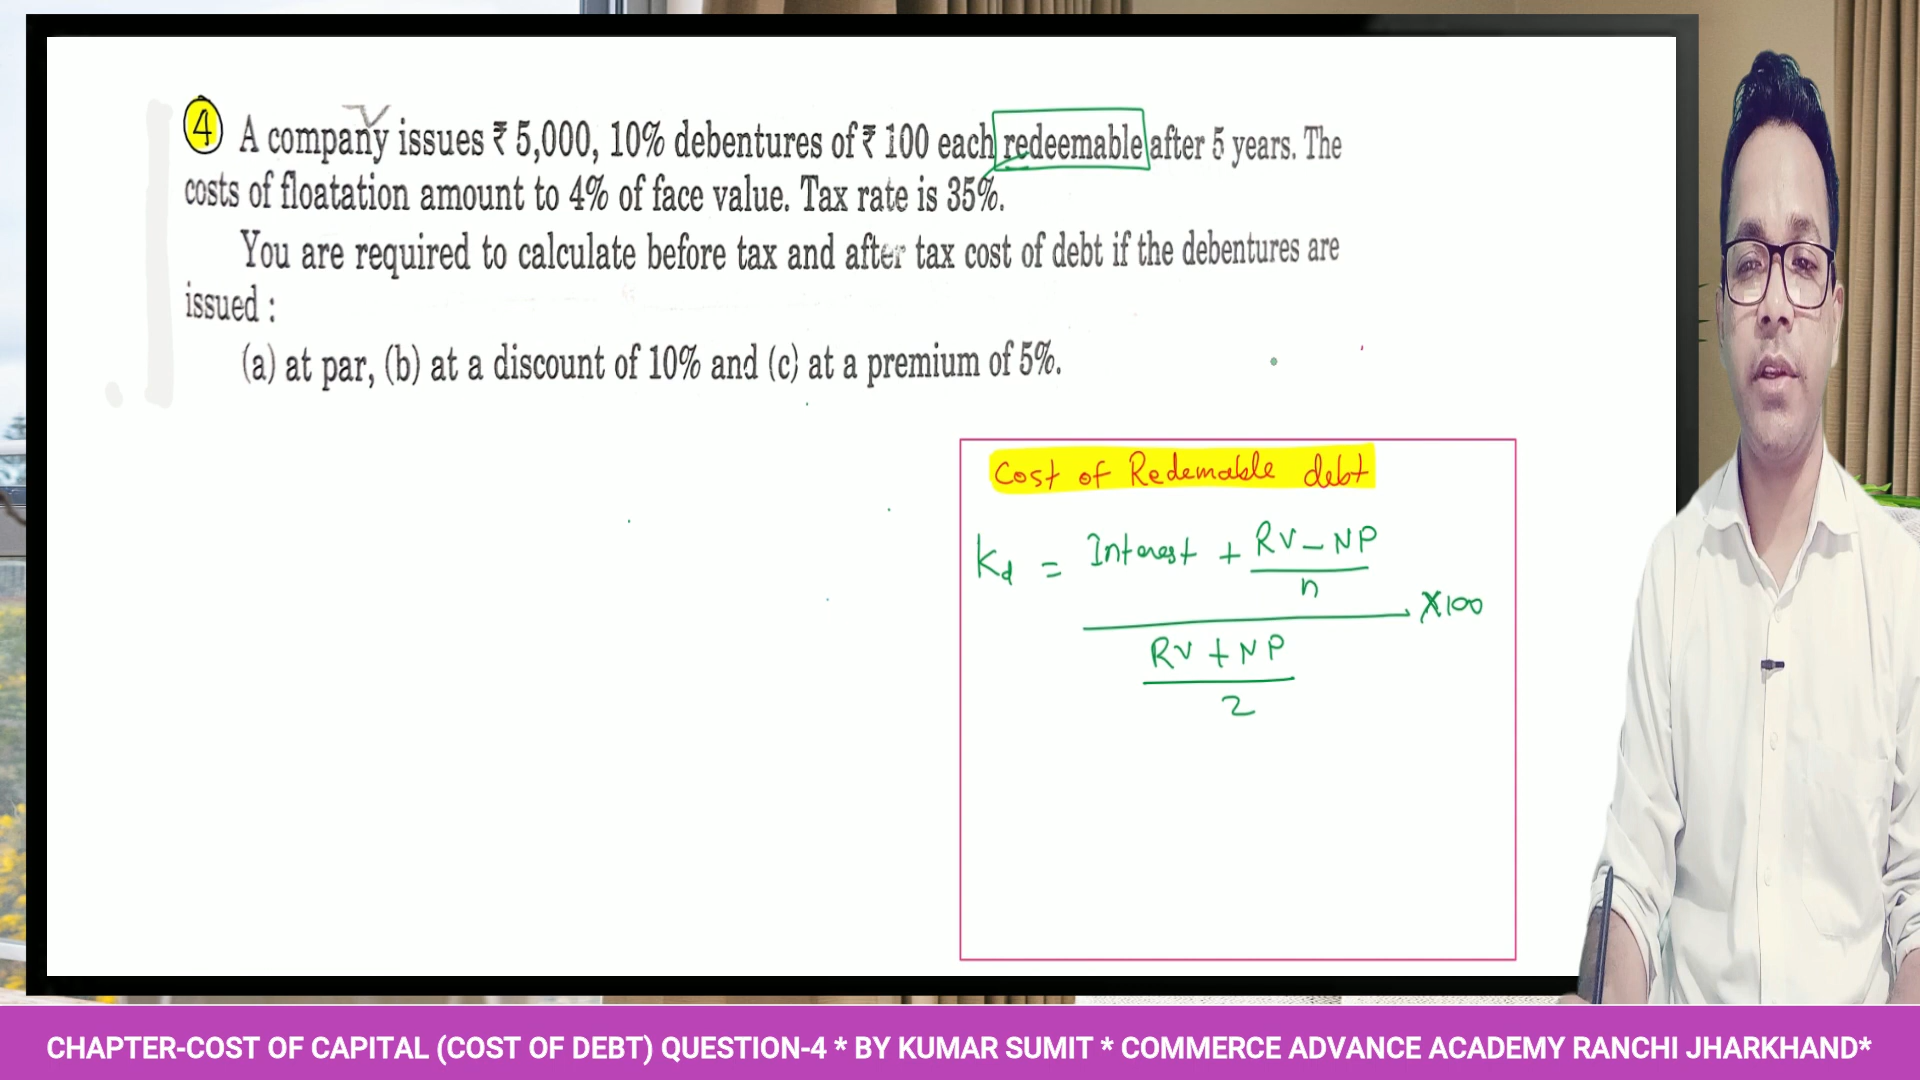 4 A company issues ₹ 5,000, 10% debentures of ₹ 100 each redeemable after 5 years. The
costs of floatation amount to 4% of face value. Tax rate is 35%.
You are required to calculate before tax and after tax cost of debt if the debentures are
issued :
(a) at par, (b) at a discount of 10% and (c) at a premium of 5%.
Cost of Redemable debt
Kd = Interest + RV - NP
n
X100
RV + NP
2
CHAPTER-COST OF CAPITAL (COST OF DEBT) QUESTION-4 * BY KUMAR SUMIT * COMMERCE ADVANCE ACADEMY RANCHI JHARKHAND*